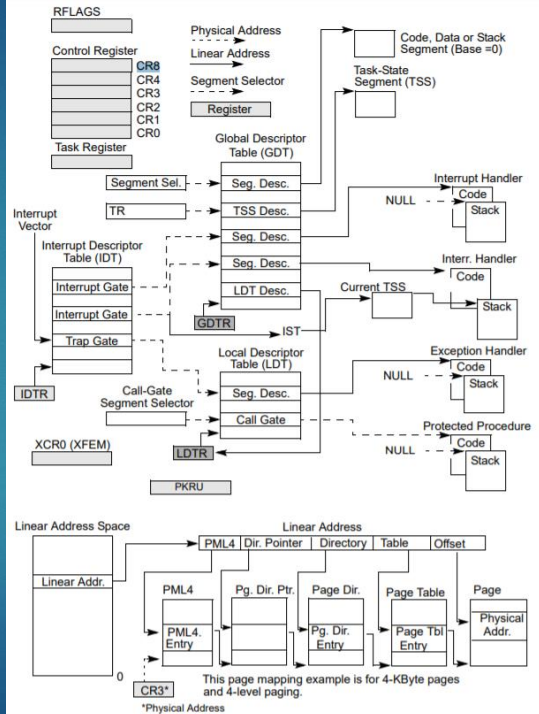 RFLAGS
Control Register
CR8
CR4
CR3
CR2
CR1
CR0
Task Register
Physical Address
Linear Address
Segment Selector
Register
Code, Data or Stack
Segment (Base =0)
Task-State
Segment (TSS)
Global Descriptor
Table (GDT)
Segment Sel.
Seg. Desc.
TR
TSS Desc.
Seg. Desc.
Seg. Desc.
LDT Desc.
GDTR
Interrupt Handler
Code
NULL
Stack
Interrupt
Vector
Interrupt Descriptor
Table (IDT)
Interrupt Gate
Interrupt Gate
Trap Gate
IDTR
Interr. Handler
Code
Current TSS
Stack
IST
Local Descriptor
Table (LDT)
Call-Gate
Segment Selector
Seg. Desc.
Call Gate
LDTR
Exception Handler
Code
NULL
Stack
Protected Procedure
Code
NULL
Stack
XCR0 (XFEM)
PKRU
Linear Address Space
Linear Addr.
0
Linear Address
PML4 Dir. Pointer Directory Table Offset
PML4
Pg. Dir. Ptr.
Page Dir.
Page Table
Page
PML4.
Entry
Pg. Dir.
Entry
Page Tbl
Entry
Physical
Addr.
CR3*
This page mapping example is for 4-KByte pages
and 4-level paging.
*Physical Address